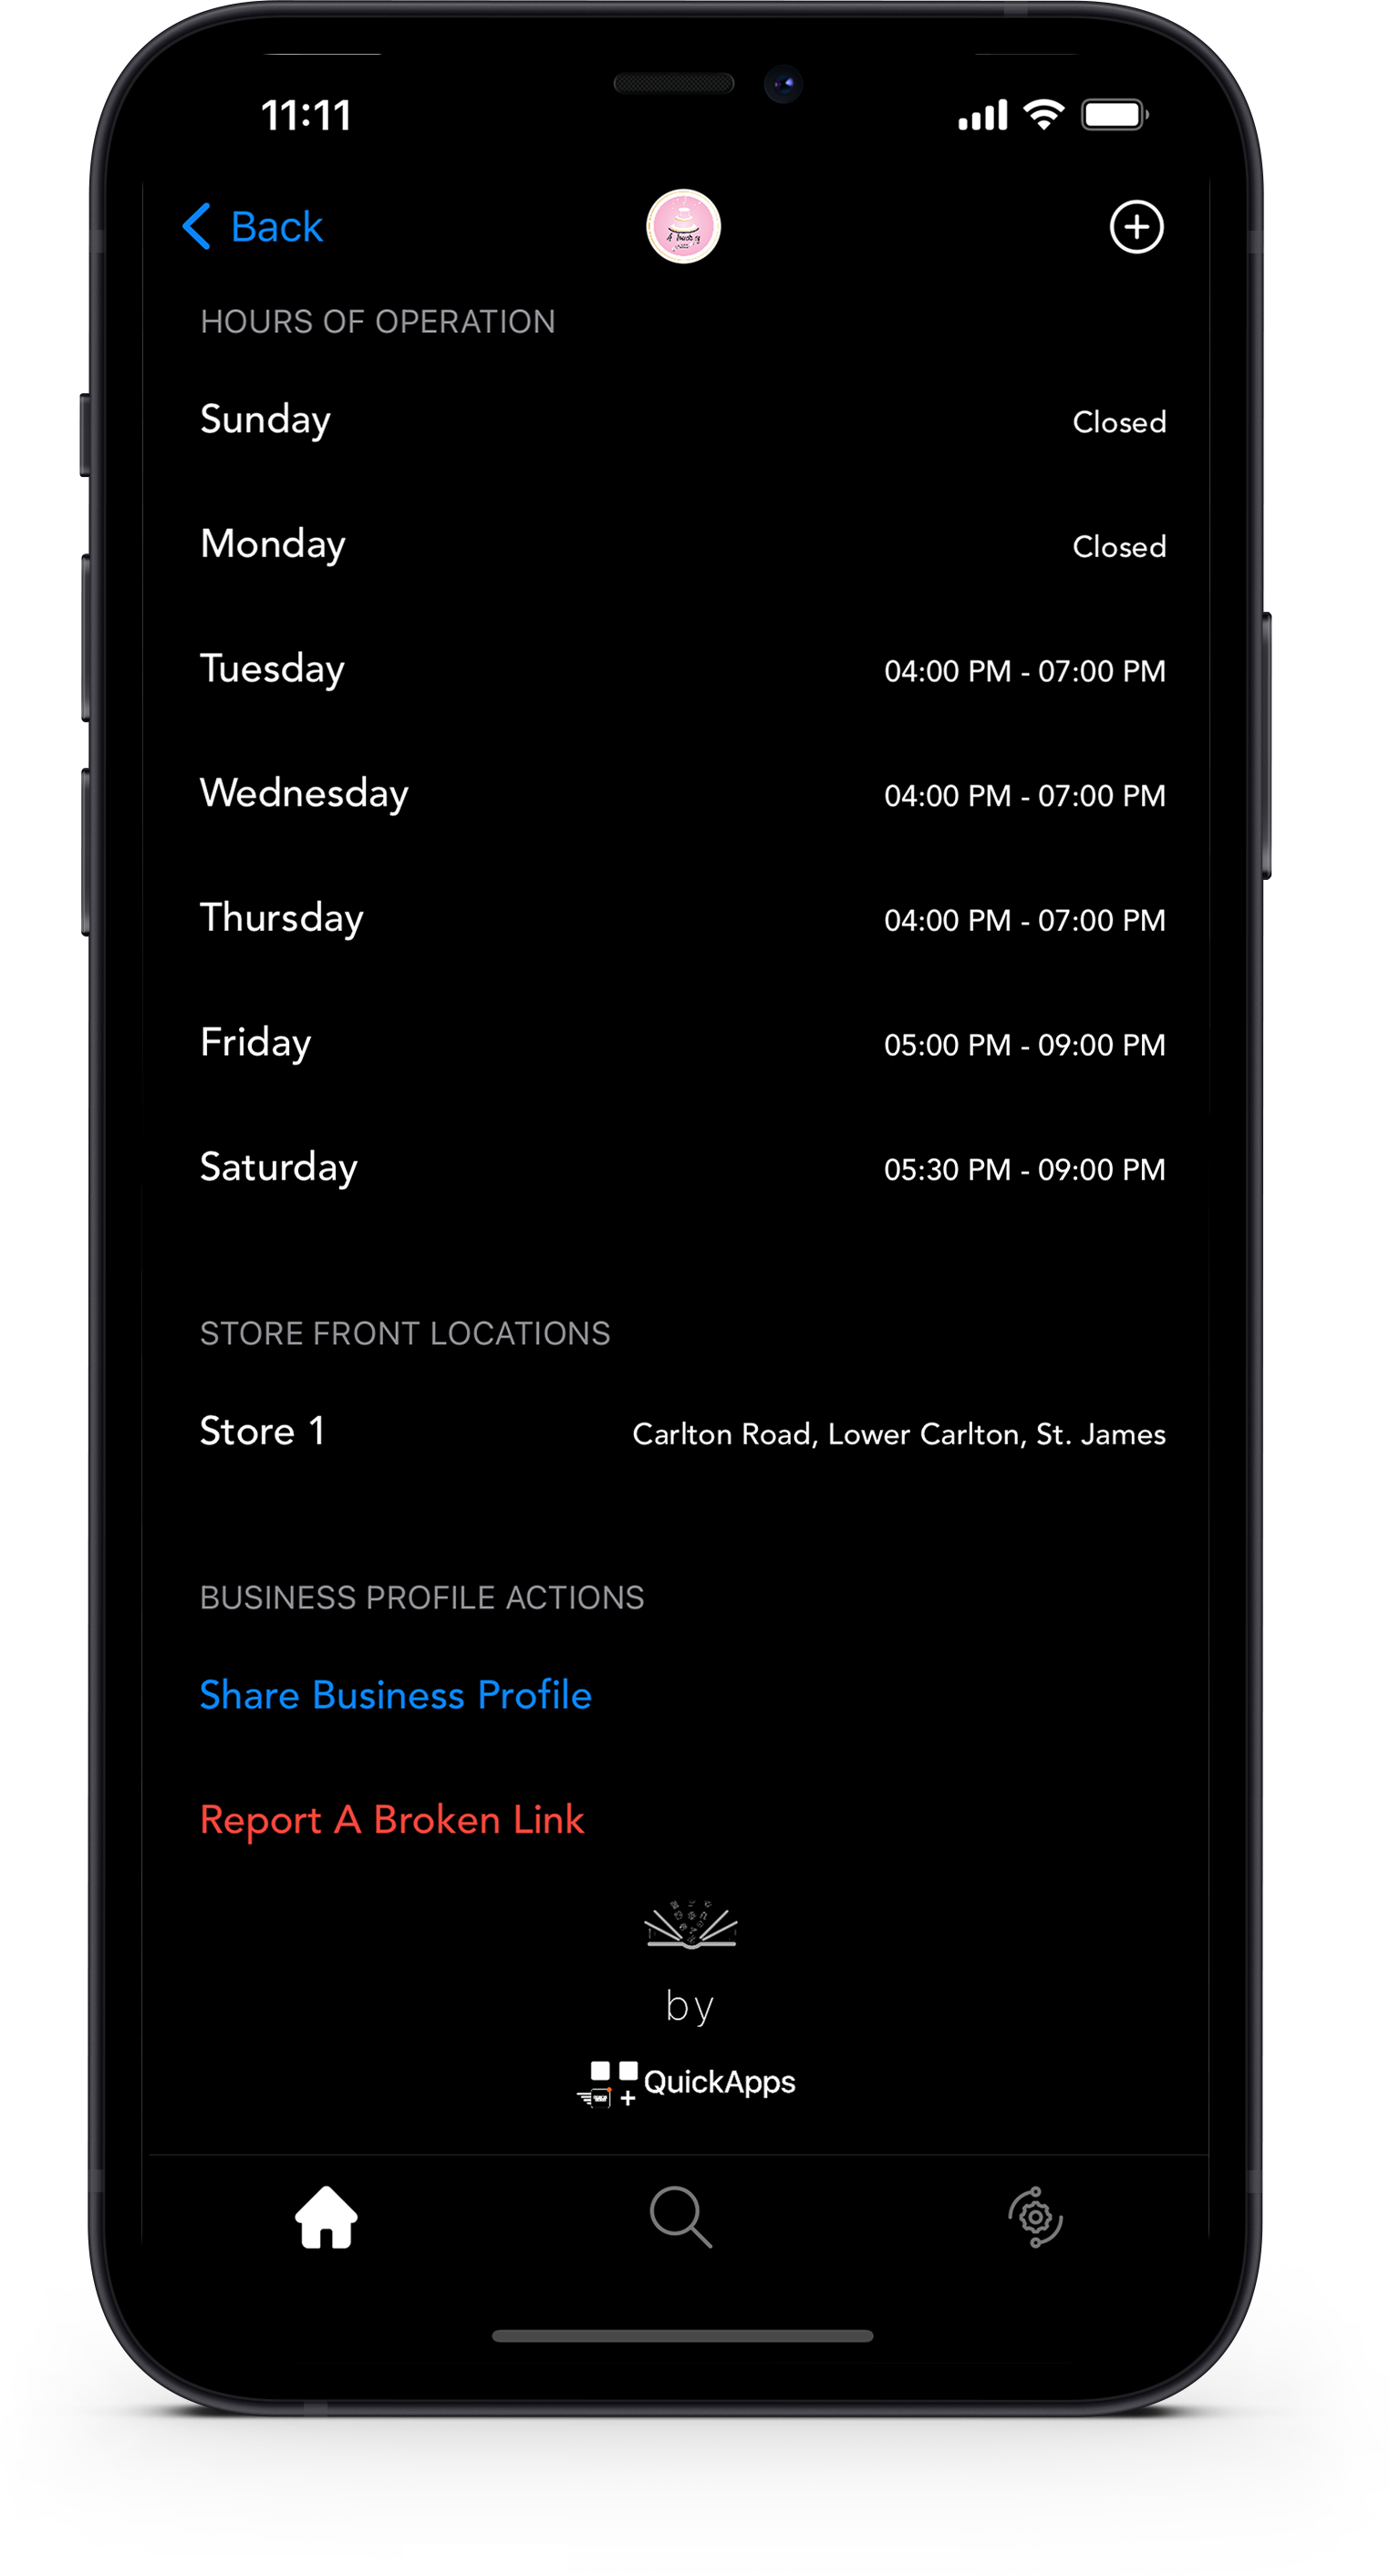 11:11
Back
HOURS OF OPERATION
Sunday Closed
Monday Closed
Tuesday 04:00 PM - 07:00 PM
Wednesday 04:00 PM - 07:00 PM
Thursday 04:00 PM - 07:00 PM
Friday 05:00 PM - 09:00 PM
Saturday 05:30 PM - 09:00 PM
STORE FRONT LOCATIONS
Store 1 Carlton Road, Lower Carlton, St. James
BUSINESS PROFILE ACTIONS
Share Business Profile
Report A Broken Link
by
QuickApps